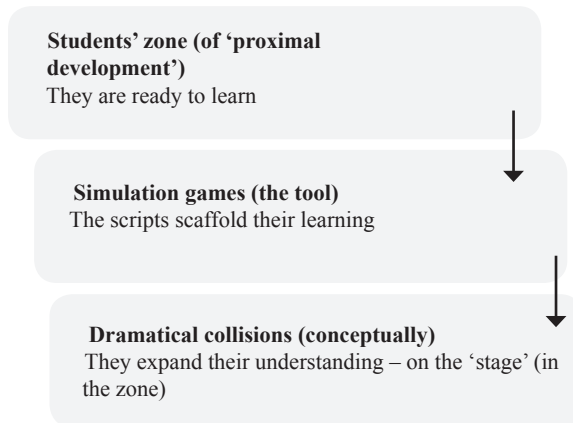 Students’ zone (of ‘proximal
development’)
They are ready to learn
Simulation games (the tool)
The scripts scaffold their learning
Dramatical collisions (conceptually)
They expand their understanding – on the ‘stage’ (in
the zone)